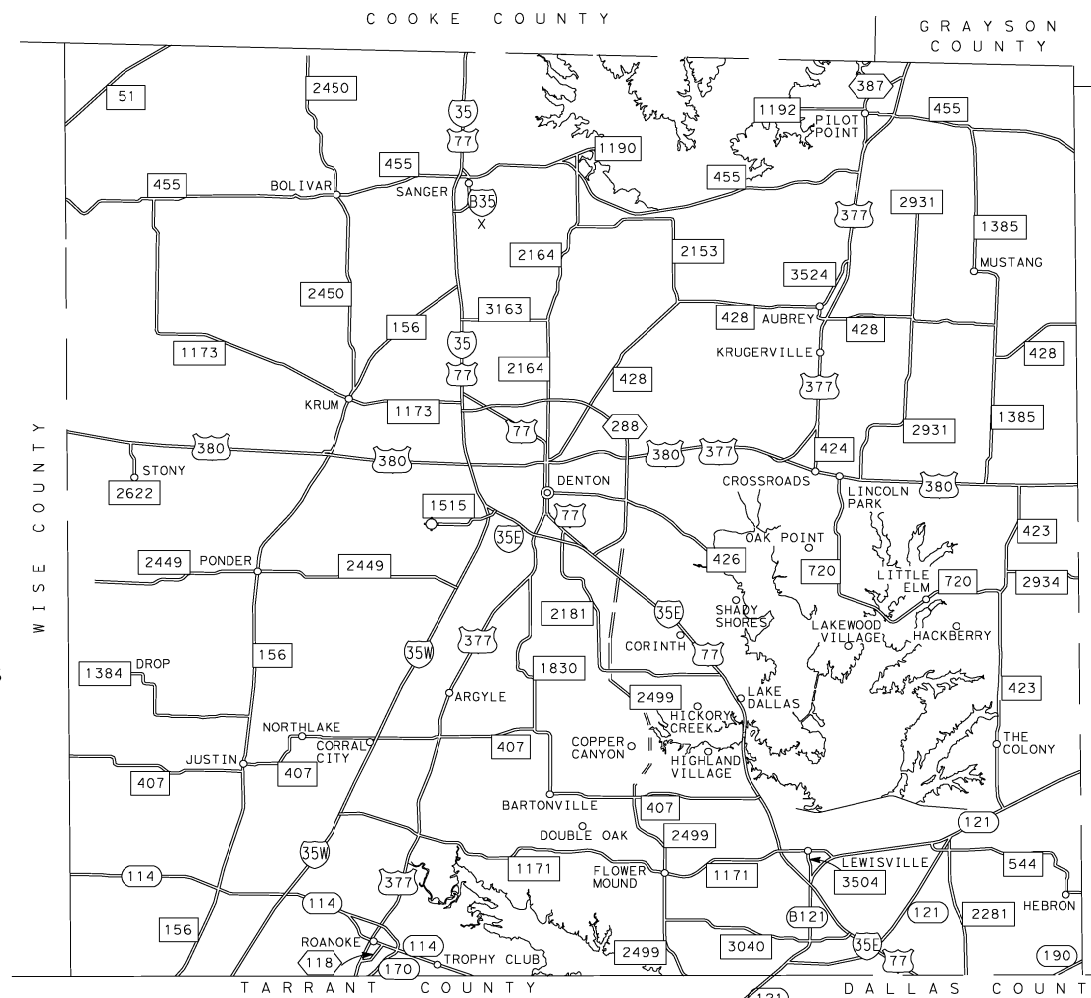 COOKE COUNTY
GRAYSON
COUNTY
51
2450
35
77
387
1192
455
PILOT
POINT
1190
455
455
BOLIVAR
SANGER
B35
X
455
377
2931
1385
2164
2153
MUSTANG
3524
2450
3163
156
428
AUBREY
428
35
1173
KRUGERVILLE
428
77
2164
428
377
KRUM
1173
288
1385
77
2931
WISE COUNTY
380
380
380
377
424
STONY
2622
DENTON
CROSSROADS
380
LINCOLN
PARK
1515
77
35E
OAK POINT
423
2449
PONDER
2449
426
720
LITTLE
ELM
720
2934
2181
35E
SHADY
SHORES
LAKEWOOD
VILLAGE
HACKBERRY
377
CORINTH
35W
156
77
DROP
1384
1830
423
ARGYLE
2499
LAKE
DALLAS
HICKORY
CREEK
NORTHLAKE
CORRAL
CITY
407
COPPER
CANYON
THE
COLONY
JUSTIN
407
HIGHLAND
VILLAGE
407
BARTONVILLE
407
121
DOUBLE OAK
2499
35W
1171
FLOWER
MOUND
1171
LEWISVILLE
544
114
377
3504
114
HEBRON
B121
121
2281
156
ROANOKE
114
2499
3040
35E
118
170
TROPHY CLUB
77
190
TARRANT COUNTY
DALLAS COUNT
121